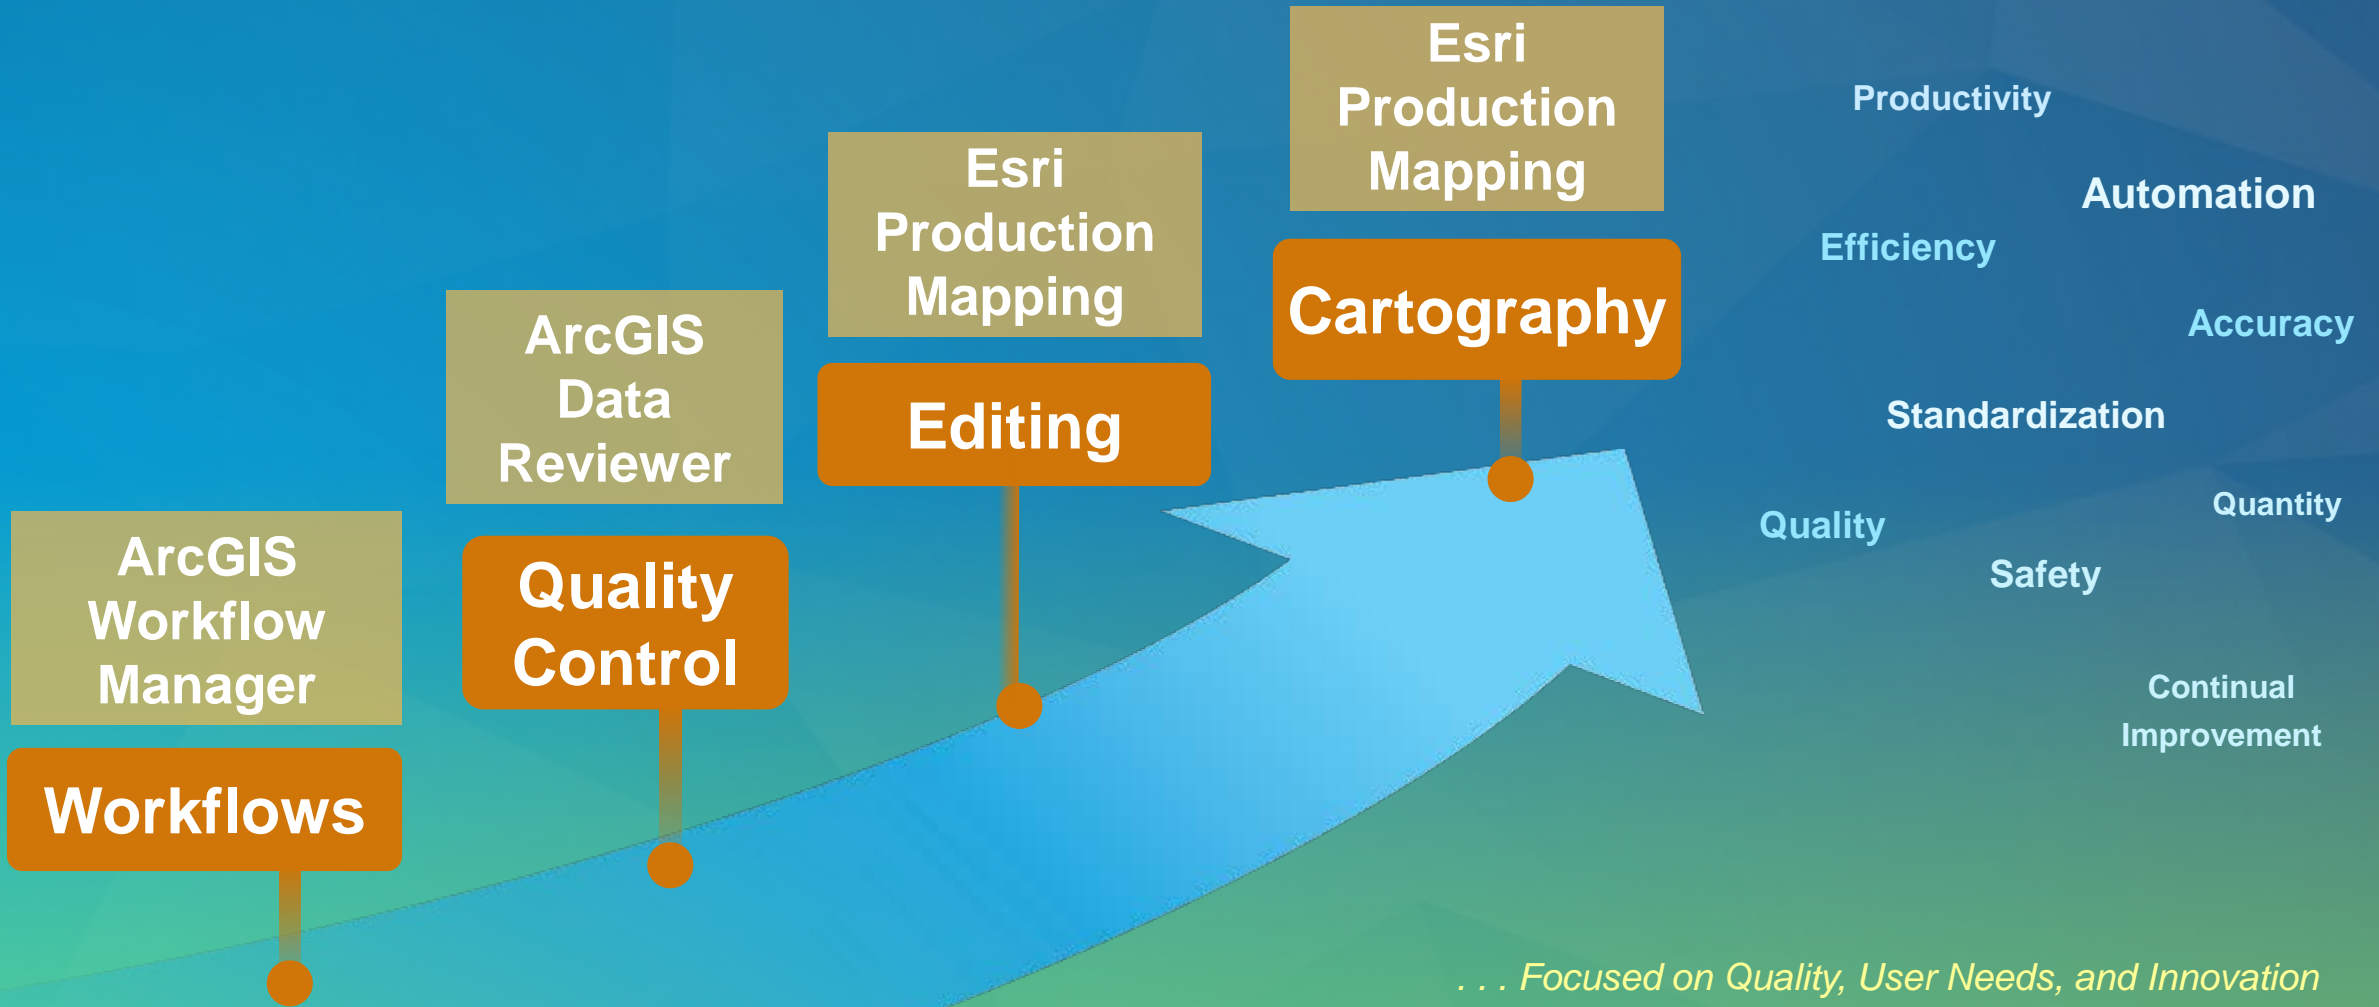 ArcGIS
Workflow
Manager
Workflows
ArcGIS
Data
Reviewer
Quality
Control
Esri
Production
Mapping
Editing
Esri
Production
Mapping
Cartography
Productivity
Automation
Efficiency
Accuracy
Standardization
Quantity
Quality
Safety
Continual
Improvement
. . . Focused on Quality, User Needs, and Innovation